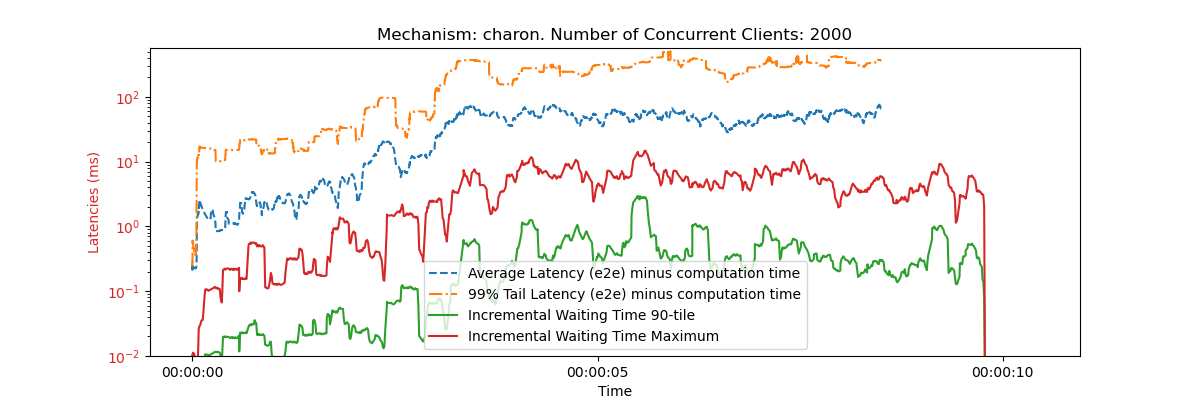 Mechanism: charon. Number of Concurrent Clients: 2000
Latencies (ms)
10²
10¹
10⁰
10⁻¹
10⁻²
Average Latency (e2e) minus computation time
99% Tail Latency (e2e) minus computation time
Incremental Waiting Time 90-tile
Incremental Waiting Time Maximum
00:00:00 00:00:05 00:00:10
Time